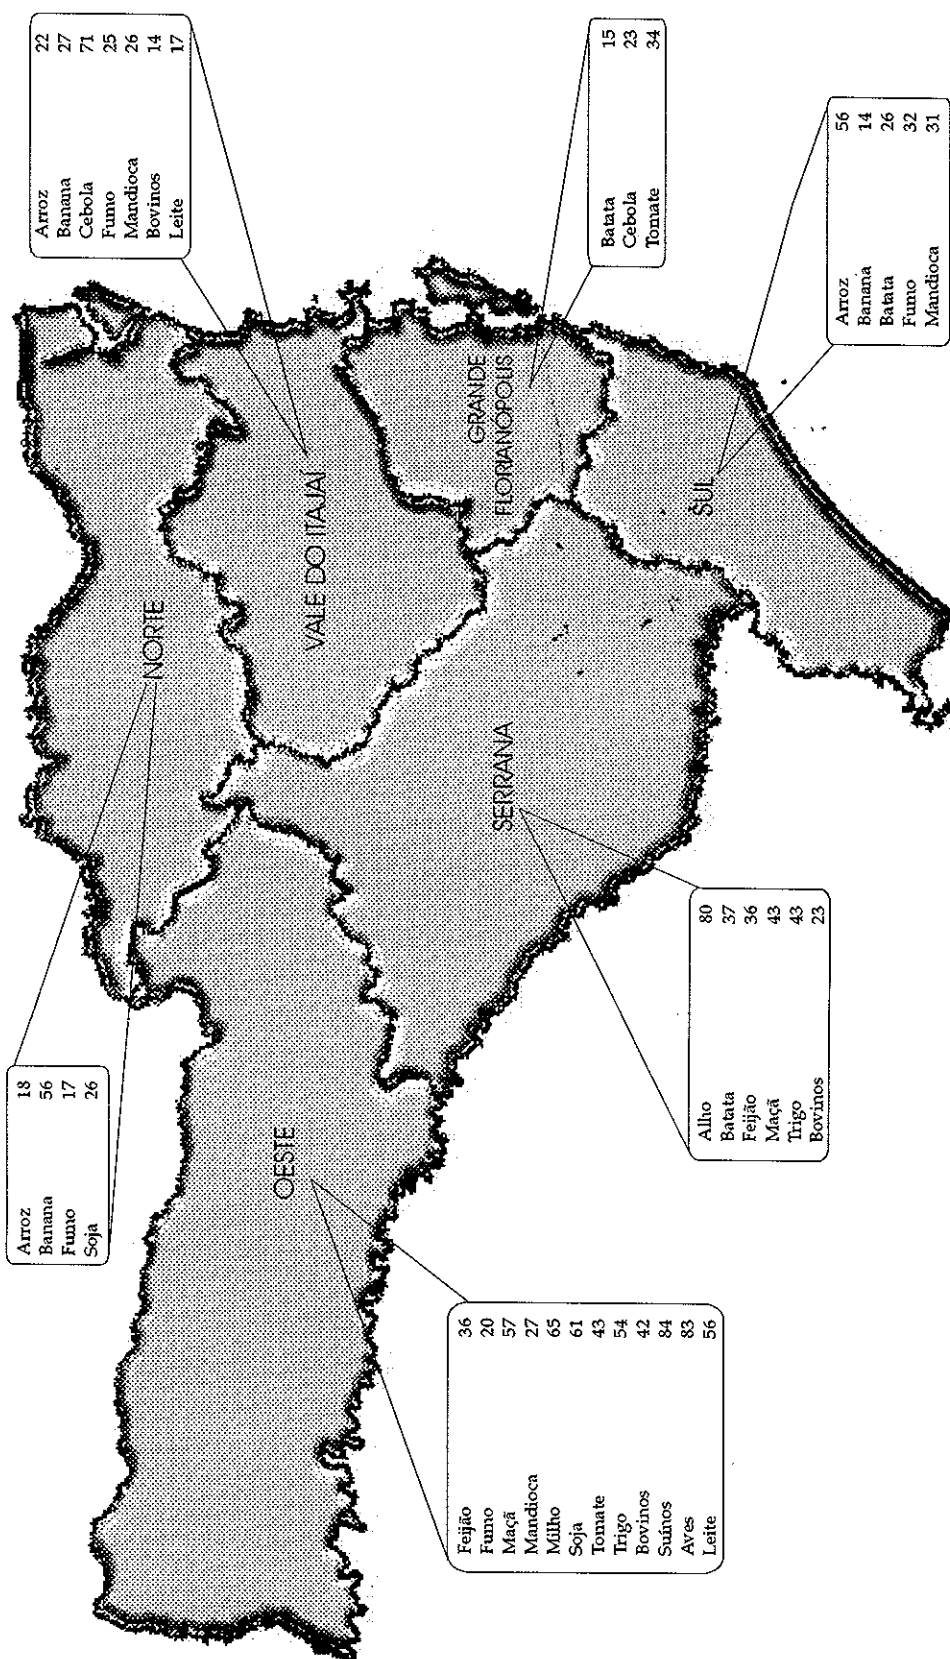 Arroz 18
Banana 56
Fumo 17
Soja 26
NORTE
Arroz 22
Banana 27
Cebola 71
Fumo 25
Mandioca 26
Bovinos 14
Leite 17
VALE DO ITAJAÍ
OESTE
Feijão 36
Fumo 20
Maçã 57
Mandioca 27
Milho 65
Soja 61
Tomate 43
Trigo 54
Bovinos 42
Suínos 84
Aves 83
Leite 56
SERRANA
Alho 80
Batata 37
Feijão 36
Maçã 43
Trigo 43
Bovinos 23
GRANDE
FLORIANOPOLIS
Batata 15
Cebola 23
Tomate 34
SUL
Arroz 56
Banana 14
Batata 26
Fumo 32
Mandioca 31